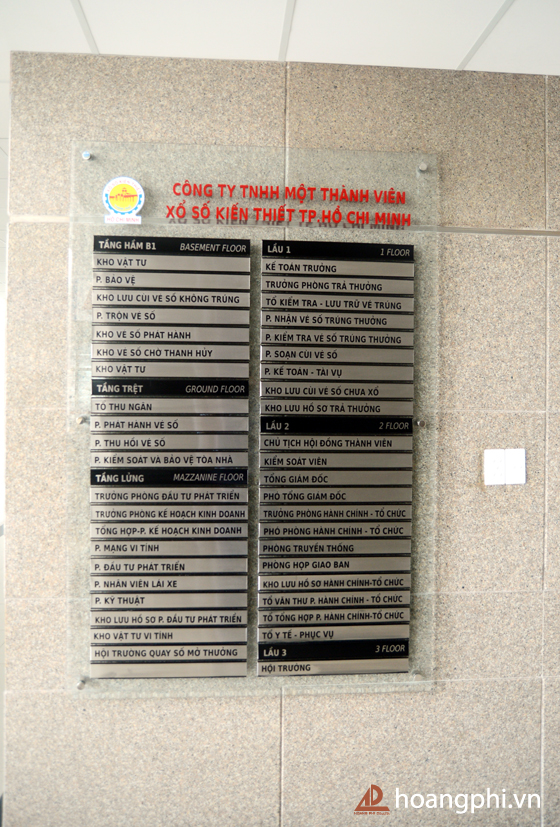 CÔNG TY TNHH MỘT THÀNH VIÊN
XỔ SỐ KIẾN THIẾT TP.HỒ CHÍ MINH
TẦNG HẦM B1 BASEMENT FLOOR
KHO VẬT TƯ
P. BẢO VỆ
KHO LƯU CÙI VÉ SỐ KHÔNG TRÚNG
P. TRỘN VÉ SỐ
KHO VÉ SỐ PHÁT HÀNH
KHO VÉ SỐ CHỜ THANH HỦY
KHO VẬT TƯ
TẦNG TRỆT GROUND FLOOR
TỔ THU NGÂN
P. PHÁT HÀNH VÉ SỐ
P. THU HỒI VÉ SỐ
P. KIỂM SOÁT VÀ BẢO VỆ TÒA NHÀ
TẦNG LỬNG MAZZANINE FLOOR
TRƯỞNG PHÒNG ĐẦU TƯ PHÁT TRIỂN
TRƯỞNG PHÒNG KẾ HOẠCH KINH DOANH
TỔNG HỢP-P. KẾ HOẠCH KINH DOANH
P. MẠNG VI TÍNH
P. ĐẦU TƯ PHÁT TRIỂN
P. NHÂN VIÊN LÁI XE
P. KỸ THUẬT
KHO LƯU HỒ SƠ P. ĐẦU TƯ PHÁT TRIỂN
KHO VẬT TƯ VI TÍNH
HỘI TRƯỜNG QUAY SỐ MỞ THƯỞNG
LẦU 1 1 FLOOR
KẾ TOÁN TRƯỞNG
TRƯỞNG PHÒNG TRẢ THƯỞNG
TỔ KIỂM TRA - LƯU TRỮ VÉ TRÚNG
P. NHẬN VÉ SỐ TRÚNG THƯỞNG
P. KIỂM TRA VÉ SỐ TRÚNG THƯỞNG
P. SOẠN CÙI VÉ SỐ
P. KẾ TOÁN - TÀI VỤ
KHO LƯU CÙI VÉ SỐ CHƯA XỔ
KHO LƯU HỒ SƠ TRẢ THƯỞNG
LẦU 2 2 FLOOR
CHỦ TỊCH HỘI ĐỒNG THÀNH VIÊN
KIỂM SOÁT VIÊN
TỔNG GIÁM ĐỐC
PHÓ TỔNG GIÁM ĐỐC
TRƯỞNG PHÒNG HÀNH CHÍNH - TỔ CHỨC
PHÓ PHÒNG HÀNH CHÍNH - TỔ CHỨC
PHÒNG TRUYỀN THỐNG
PHÒNG HỌP GIAO BAN
KHO LƯU HỒ SƠ HÀNH CHÍNH-TỔ CHỨC
TỔ VĂN THƯ P. HÀNH CHÍNH - TỔ CHỨC
TỔ TỔNG HỢP P. HÀNH CHÍNH-TỔ CHỨC
TỔ Y TẾ - PHỤC VỤ
LẦU 3 3 FLOOR
HỘI TRƯỜNG
hoangphi.vn